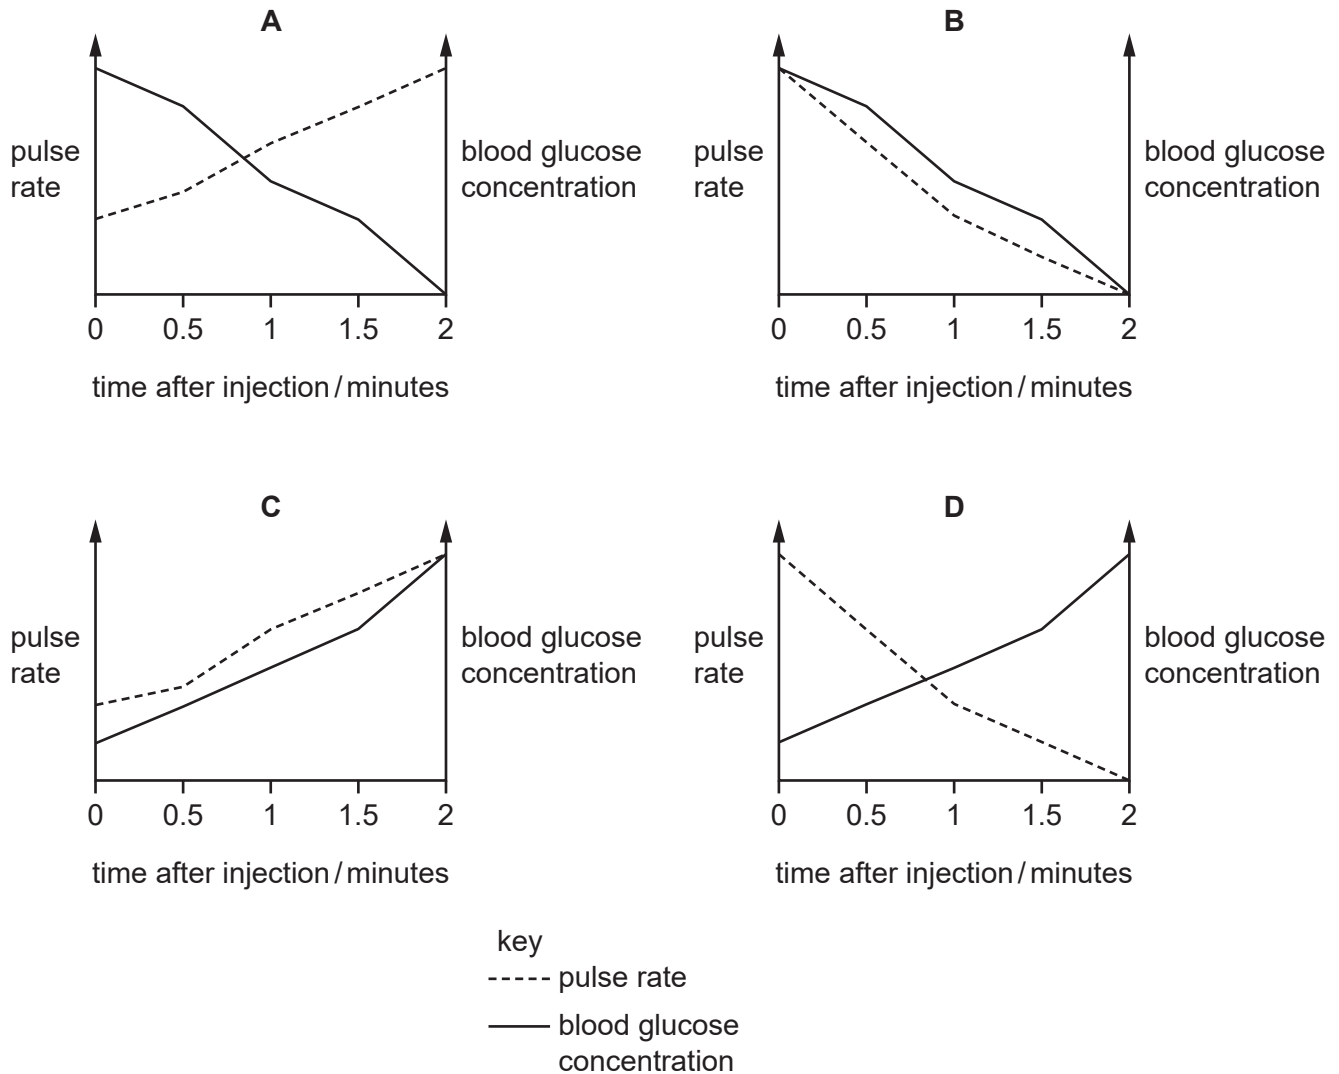 A
B
pulse
rate
blood glucose
concentration
pulse
rate
blood glucose
concentration
0 0.5 1 1.5 2
0 0.5 1 1.5 2
time after injection / minutes
time after injection / minutes
C
D
pulse
rate
blood glucose
concentration
pulse
rate
blood glucose
concentration
0 0.5 1 1.5 2
0 0.5 1 1.5 2
time after injection / minutes
time after injection / minutes
key
pulse rate
blood glucose
concentration